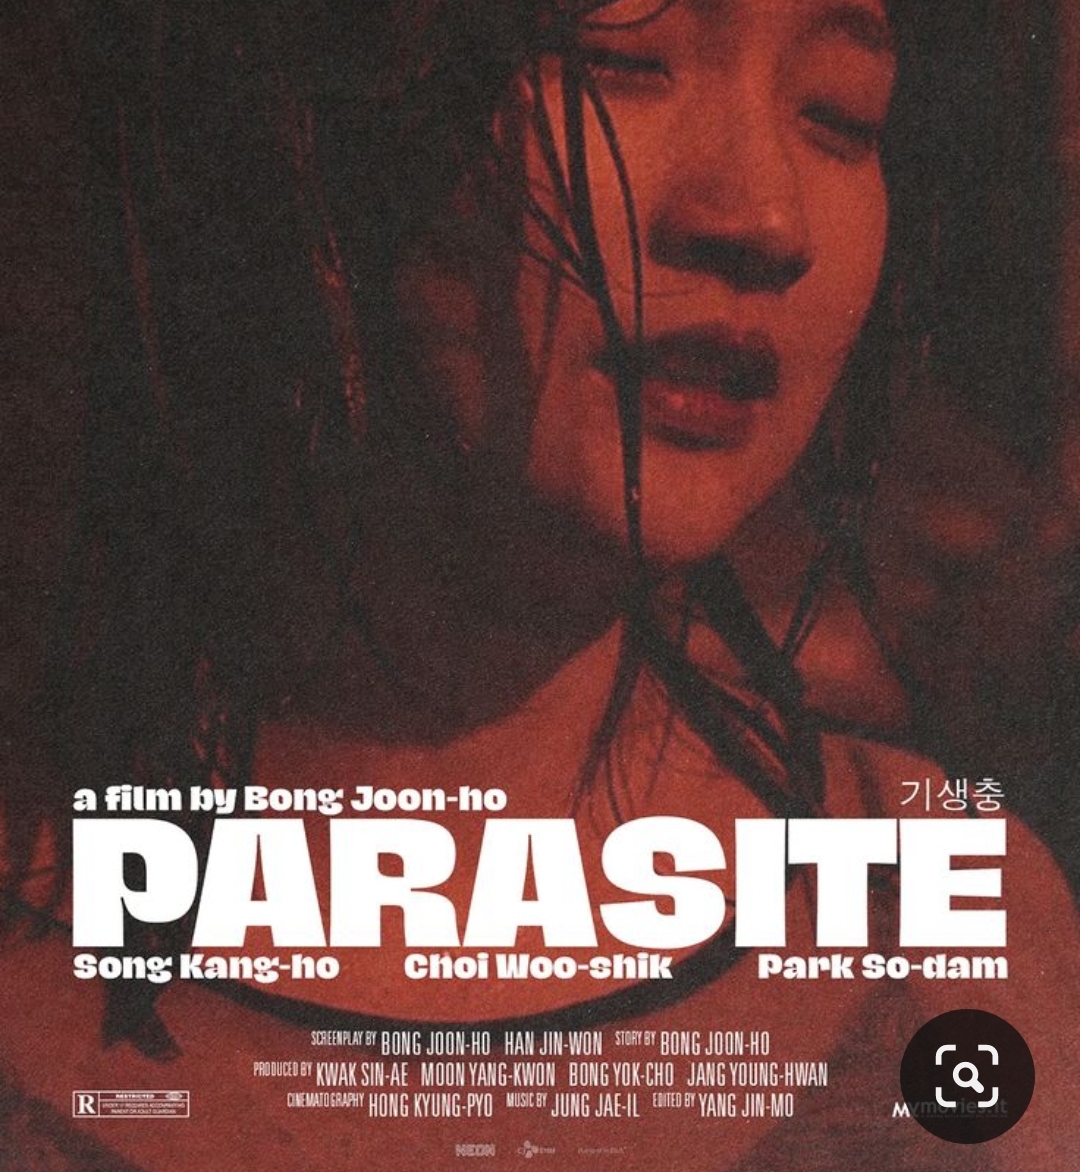 a film by Bong Joon-ho 기생충
PARASITE
Song Kang-ho Choi Woo-shik Park So-dam
SCREENPLAY BY BONG JOON-HO HAN JIN-WON STORY BY BONG JOON-HO
PRODUCED BY KWAK SIN-AE MOON YANG-KWON BONG YOK-CHO JANG YOUNG-HWAN
CINEMATOGRAPHY HONG KYUNG-PYO MUSIC BY JUNG JAE-IL EDITED BY YANG JIN-MO
R RESTRICTED
NEON